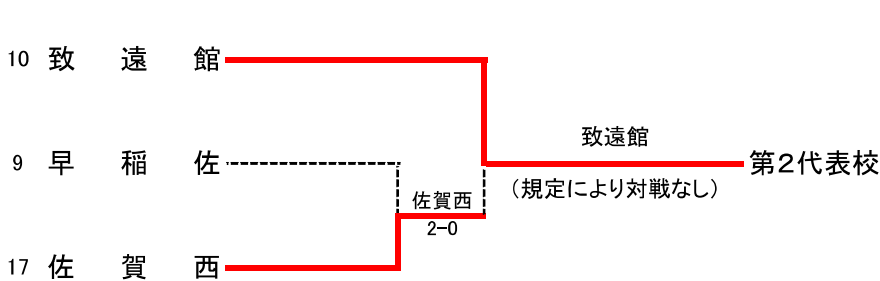 10 致遠館
致遠館
9 早稲佐
第2代表校
(規定により対戦なし)
佐賀西
2-0
17 佐賀西